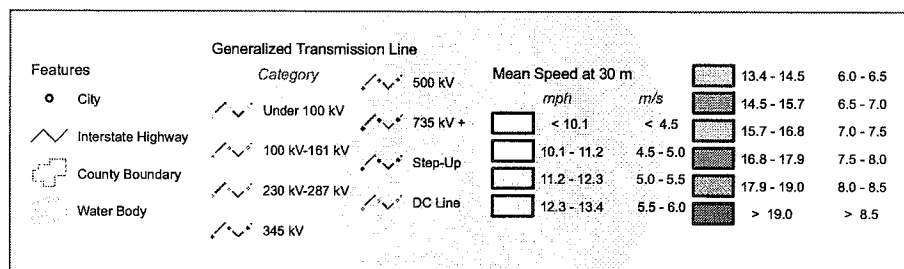 Features
City
Interstate Highway
County Boundary
Water Body
Generalized Transmission Line
Category
Under 100 kV
100 kV-161 kV
230 kV-287 kV
345 kV
500 kV
735 kV +
Step-Up
DC Line
Mean Speed at 30 m
mph m/s
< 10.1 < 4.5
10.1 - 11.2 4.5 - 5.0
11.2 - 12.3 5.0 - 5.5
12.3 - 13.4 5.5 - 6.0
13.4 - 14.5 6.0 - 6.5
14.5 - 15.7 6.5 - 7.0
15.7 - 16.8 7.0 - 7.5
16.8 - 17.9 7.5 - 8.0
17.9 - 19.0 8.0 - 8.5
> 19.0 > 8.5